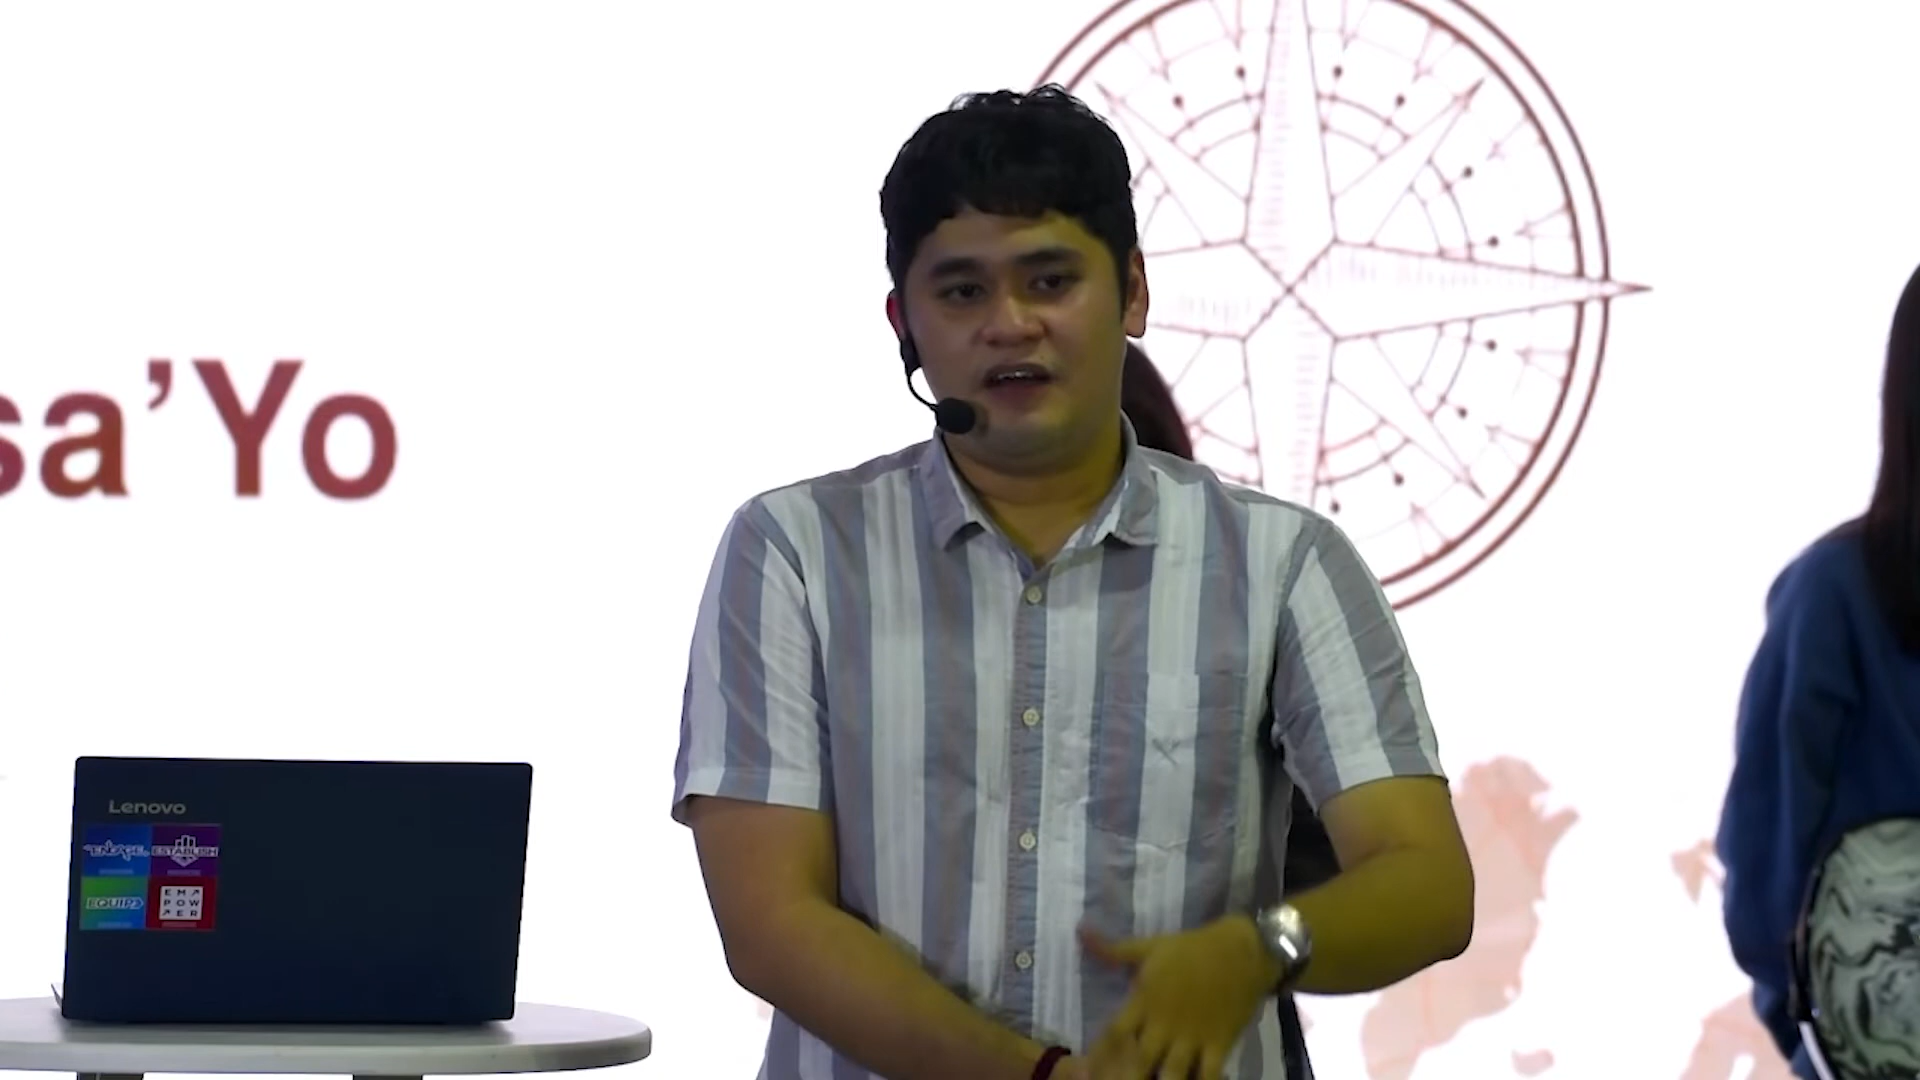 sa’Yo
Lenovo
ENGAGE
ESTABLISH
EQUIP
EM
POW
ER